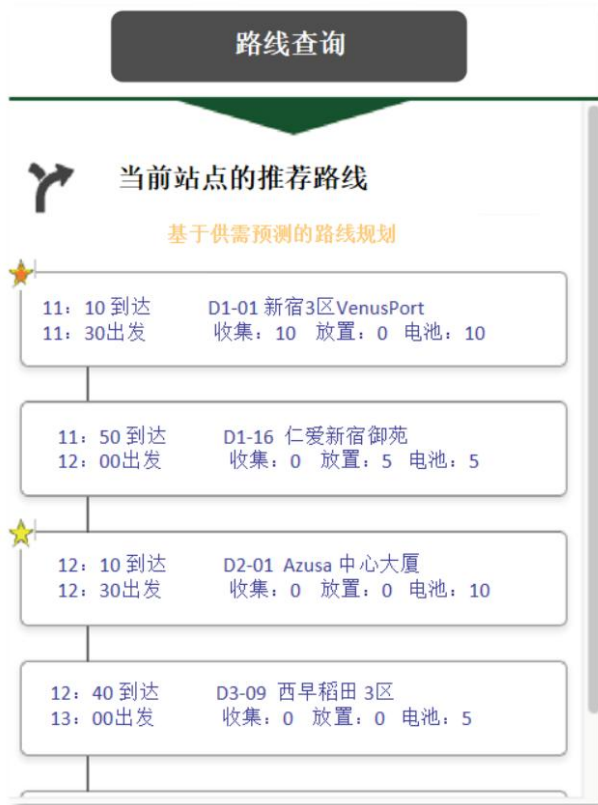 路线查询
当前站点的推荐路线
基于供需预测的路线规划
11：10 到达 D1-01 新宿3区VenusPort
11：30出发 收集：10 放置：0 电池：10
11：50 到达 D1-16 仁爱新宿御苑
12：00出发 收集：0 放置：5 电池：5
12：10 到达 D2-01 Azusa 中心大厦
12：30出发 收集：0 放置：0 电池：10
12：40 到达 D3-09 西早稻田 3区
13：00出发 收集：0 放置：0 电池：5